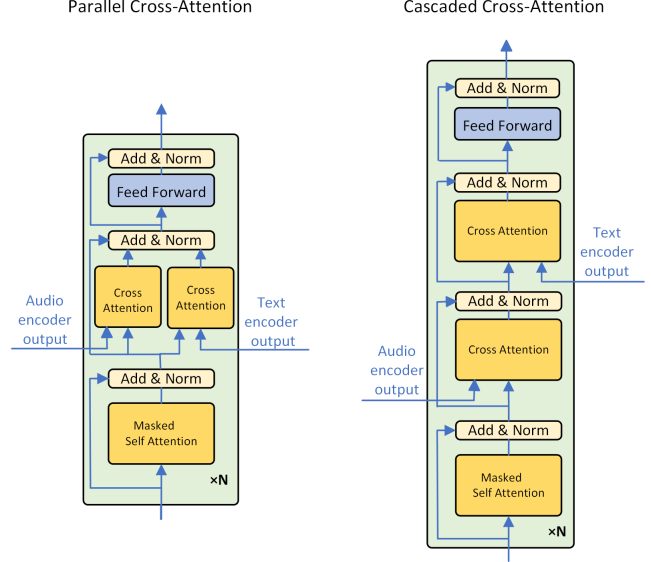 Parallel Cross-Attention
Add & Norm
Feed Forward
Add & Norm
Cross
Attention
Cross
Attention
Audio
encoder
output
Text
encoder
output
Add & Norm
Masked
Self Attention
×N
Cascaded Cross-Attention
Add & Norm
Feed Forward
Add & Norm
Cross Attention
Text
encoder
output
Add & Norm
Cross Attention
Audio
encoder
output
Add & Norm
Masked
Self Attention
×N